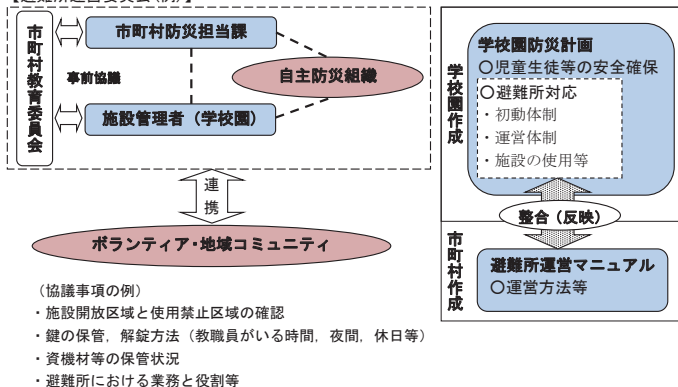 【避難所運営委員会(例)】
市町村教育委員会
市町村防災担当課
事前協議
自主防災組織
施設管理者（学校園）
連携
ボランティア・地域コミュニティ
（協議事項の例）
・施設開放区域と使用禁止区域の確認
・鍵の保管，解錠方法（教職員がいる時間，夜間，休日等）
・資機材等の保管状況
・避難所における業務と役割等
学校園作成
学校園防災計画
○児童生徒等の安全確保
○避難所対応
・初動体制
・運営体制
・施設の使用等
整合（反映）
市町村作成
避難所運営マニュアル
○運営方法等